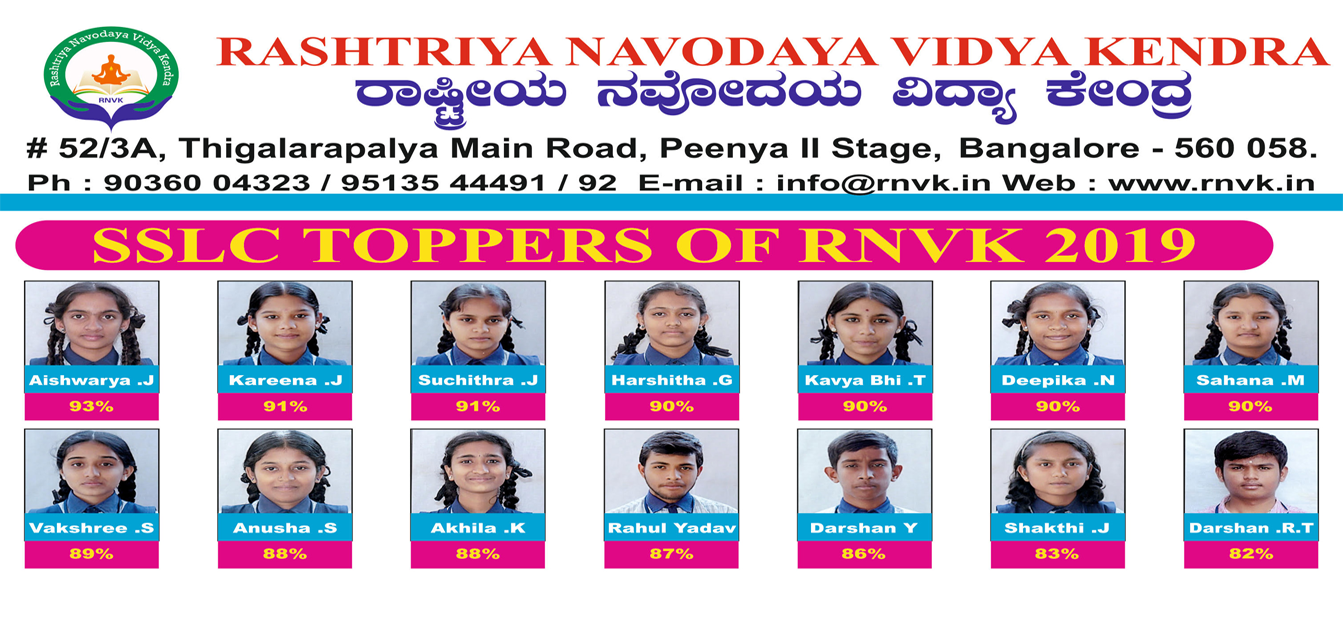 Rashtriya Navodaya Vidya Kendra
RNVK
RASHTRIYA NAVODAYA VIDYA KENDRA
ರಾಷ್ಟ್ರೀಯ ನವೋದಯ ವಿದ್ಯಾ ಕೇಂದ್ರ
# 52/3A, Thigalarapalya Main Road, Peenya II Stage, Bangalore - 560 058.
Ph : 90360 04323 / 95135 44491 / 92 E-mail : info@rnvk.in Web : www.rnvk.in
SSLC TOPPERS OF RNVK 2019
Aishwarya .J Kareena .J Suchithra .J Harshitha .G Kavya Bhi .T Deepika .N Sahana .M
93% 91% 91% 90% 90% 90% 90%
Vakshree .S Anusha .S Akhila .K Rahul Yadav Darshan Y Shakthi .J Darshan .R.T
89% 88% 88% 87% 86% 83% 82%